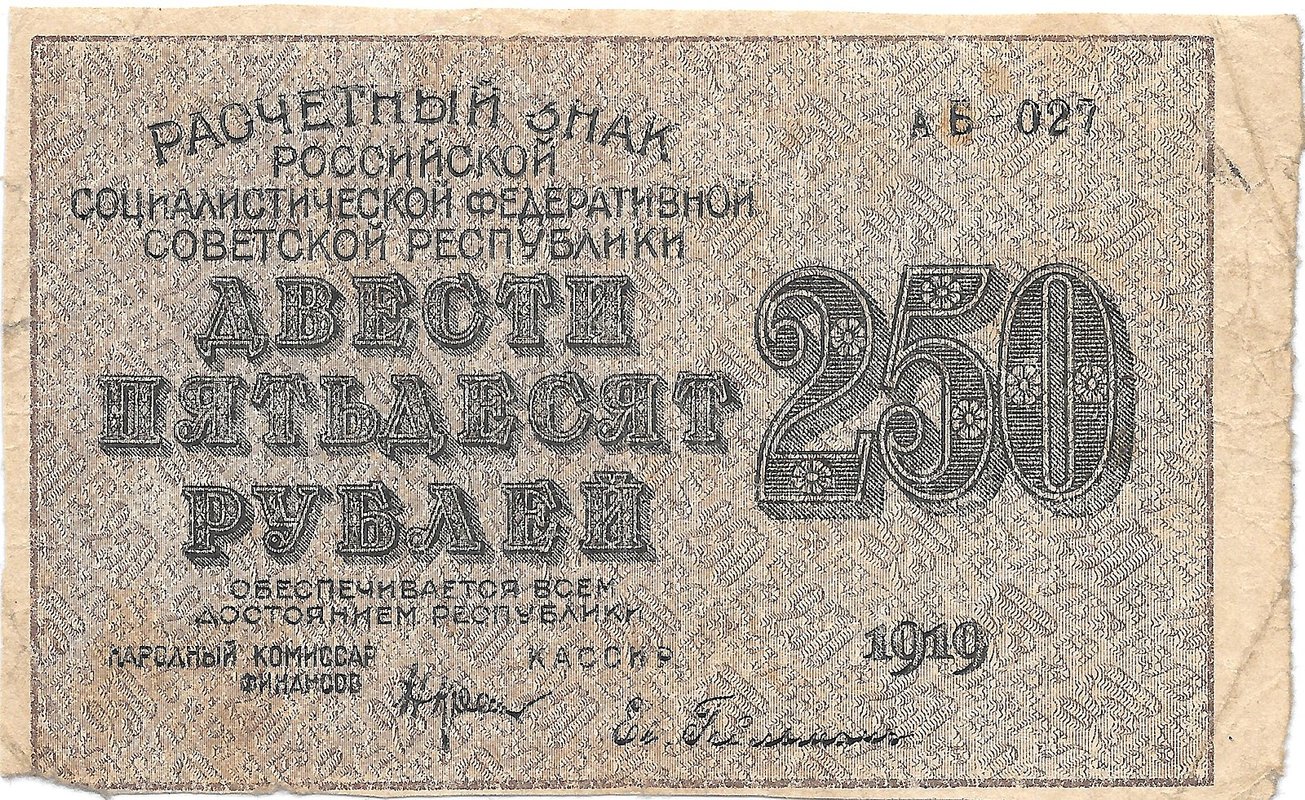 РАСЧЕТНЫЙ ЗНАК
АБ - 027
РОССИЙСКОЙ
СОЦИАЛИСТИЧЕСКОЙ ФЕДЕРАТИВНОЙ
СОВЕТСКОЙ РЕСПУБЛИКИ
ДВЕСТИ
ПЯТЬДЕСЯТ
РУБЛЕЙ
250
ОБЕСПЕЧИВАЕТСЯ ВСЕМ
ДОСТОЯНИЕМ РЕСПУБЛИКИ
1919
НАРОДНЫЙ КОМИССАР
ФИНАНСОВ
КАССИР